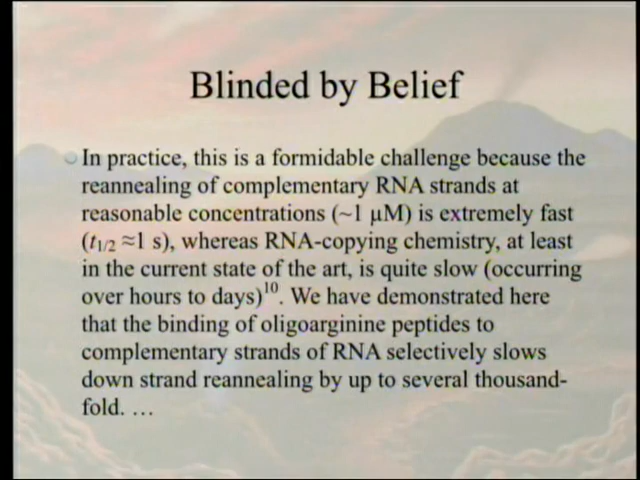 Blinded by Belief
In practice, this is a formidable challenge because the
reannealing of complementary RNA strands at
reasonable concentrations (~1 μM) is extremely fast
(t1/2 ≈1 s), whereas RNA-copying chemistry, at least
in the current state of the art, is quite slow (occurring
over hours to days)10. We have demonstrated here
that the binding of oligoarginine peptides to
complementary strands of RNA selectively slows
down strand reannealing by up to several thousand-
fold. …